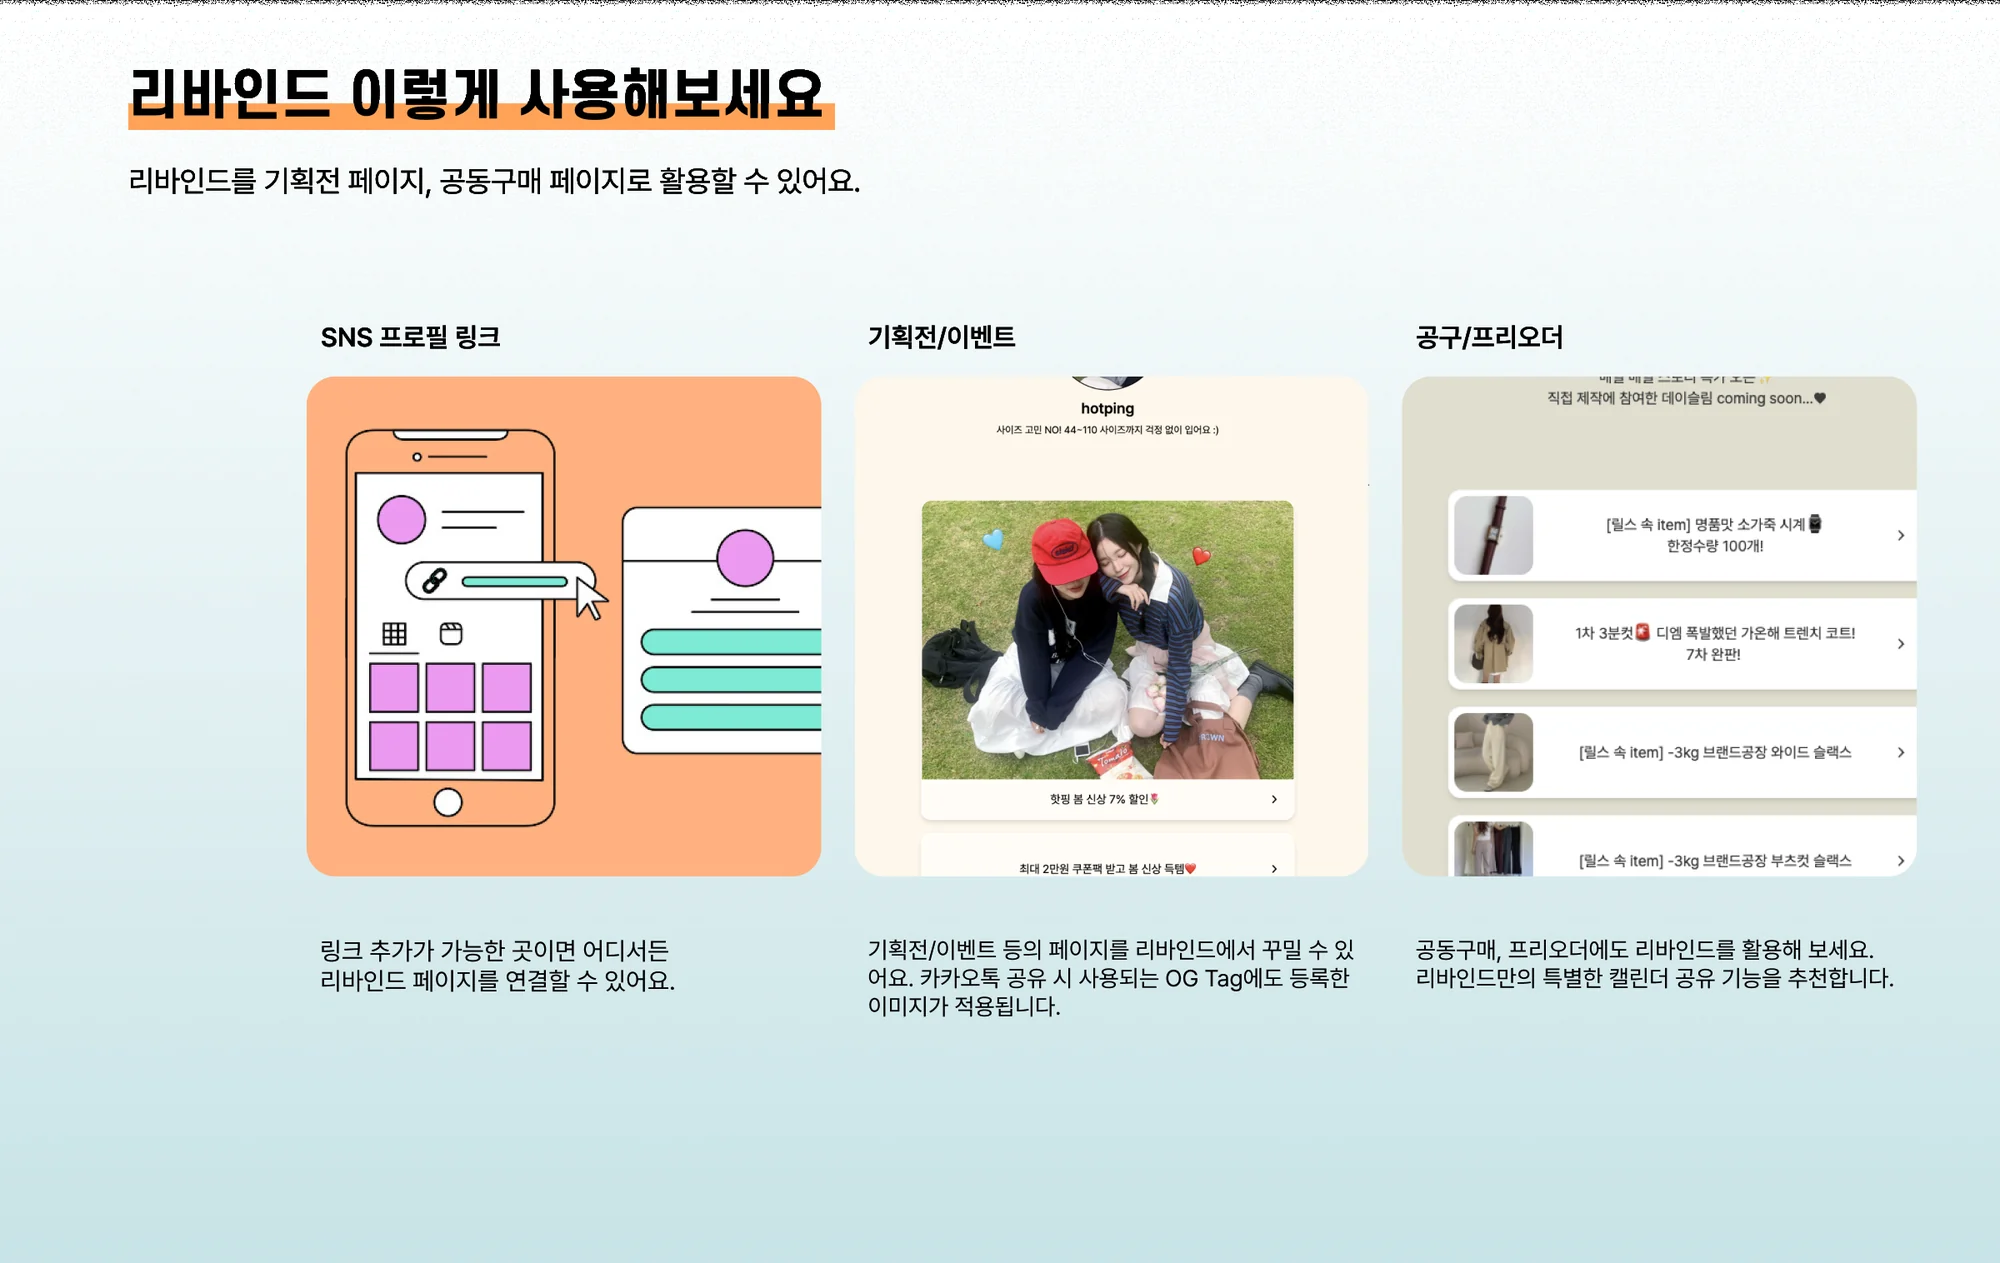 리바인드 이렇게 사용해보세요
리바인드를 기획전 페이지, 공동구매 페이지로 활용할 수 있어요.
SNS 프로필 링크
링크 추가가 가능한 곳이면 어디서든
리바인드 페이지를 연결할 수 있어요.
기획전/이벤트
hotping
사이즈 고민 NO! 44~110 사이즈까지 걱정 없이 입어요 :)
Tomato
핫핑 봄 신상 7% 할인🌷
최대 2만원 쿠폰팩 받고 봄 신상 득템❤️
기획전/이벤트 등의 페이지를 리바인드에서 꾸밀 수 있
어요. 카카오톡 공유 시 사용되는 OG Tag에도 등록한
이미지가 적용됩니다.
공구/프리오더
직접 제작에 참여한 데이슬림 coming soon...🖤
[릴스 속 item] 명품맛 소가죽 시계⌚
한정수량 100개!
1차 3분컷🚨 디엠 폭발했던 가온해 트렌치 코트!
7차 완판!
[릴스 속 item] -3kg 브랜드공장 와이드 슬랙스
[릴스 속 item] -3kg 브랜드공장 부츠컷 슬랙스
공동구매, 프리오더에도 리바인드를 활용해 보세요.
리바인드만의 특별한 캘린더 공유 기능을 추천합니다.